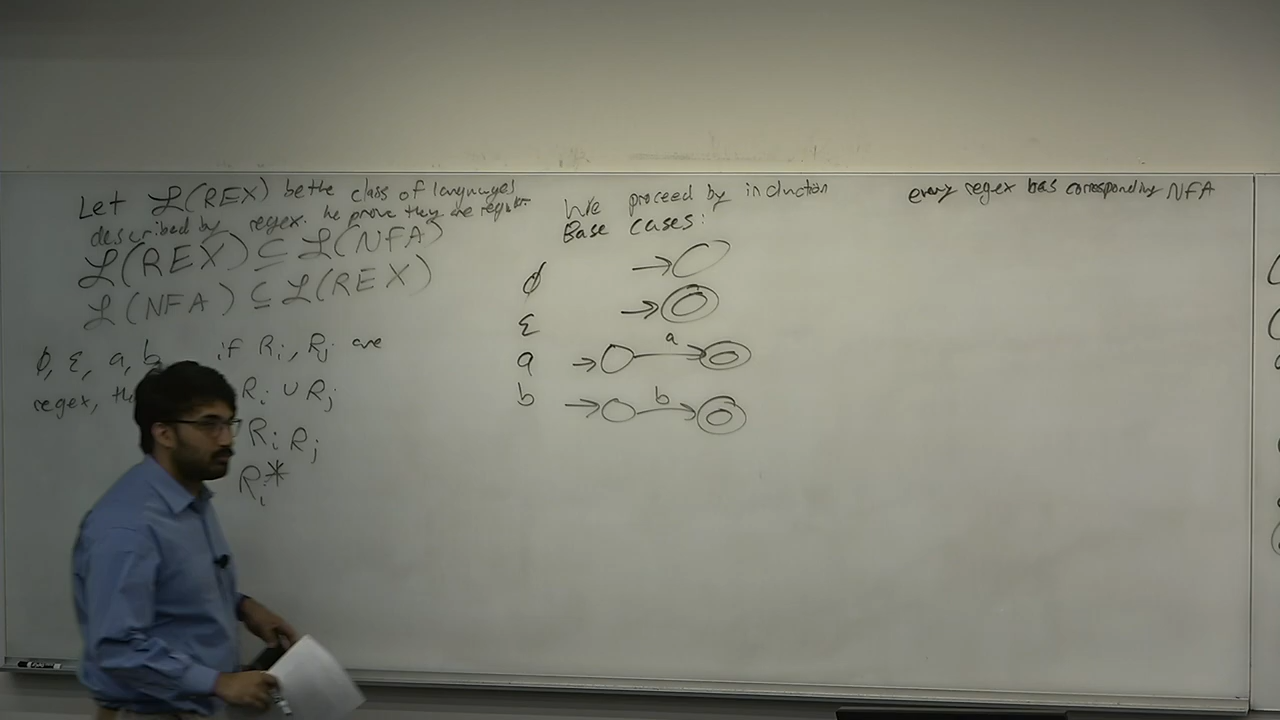 Let ℒ(REX) be the class of languages
described by regex. We prove they are regular
ℒ(REX) ⊆ ℒ(NFA)
ℒ(NFA) ⊆ ℒ(REX)
ϕ, ε, a, b if Ri, Rj are
regex, Ri ∪ Rj
Ri Rj
Ri*
We proceed by induction
Base cases:
ϕ
ε
a a
b b
every regex has corresponding NFA